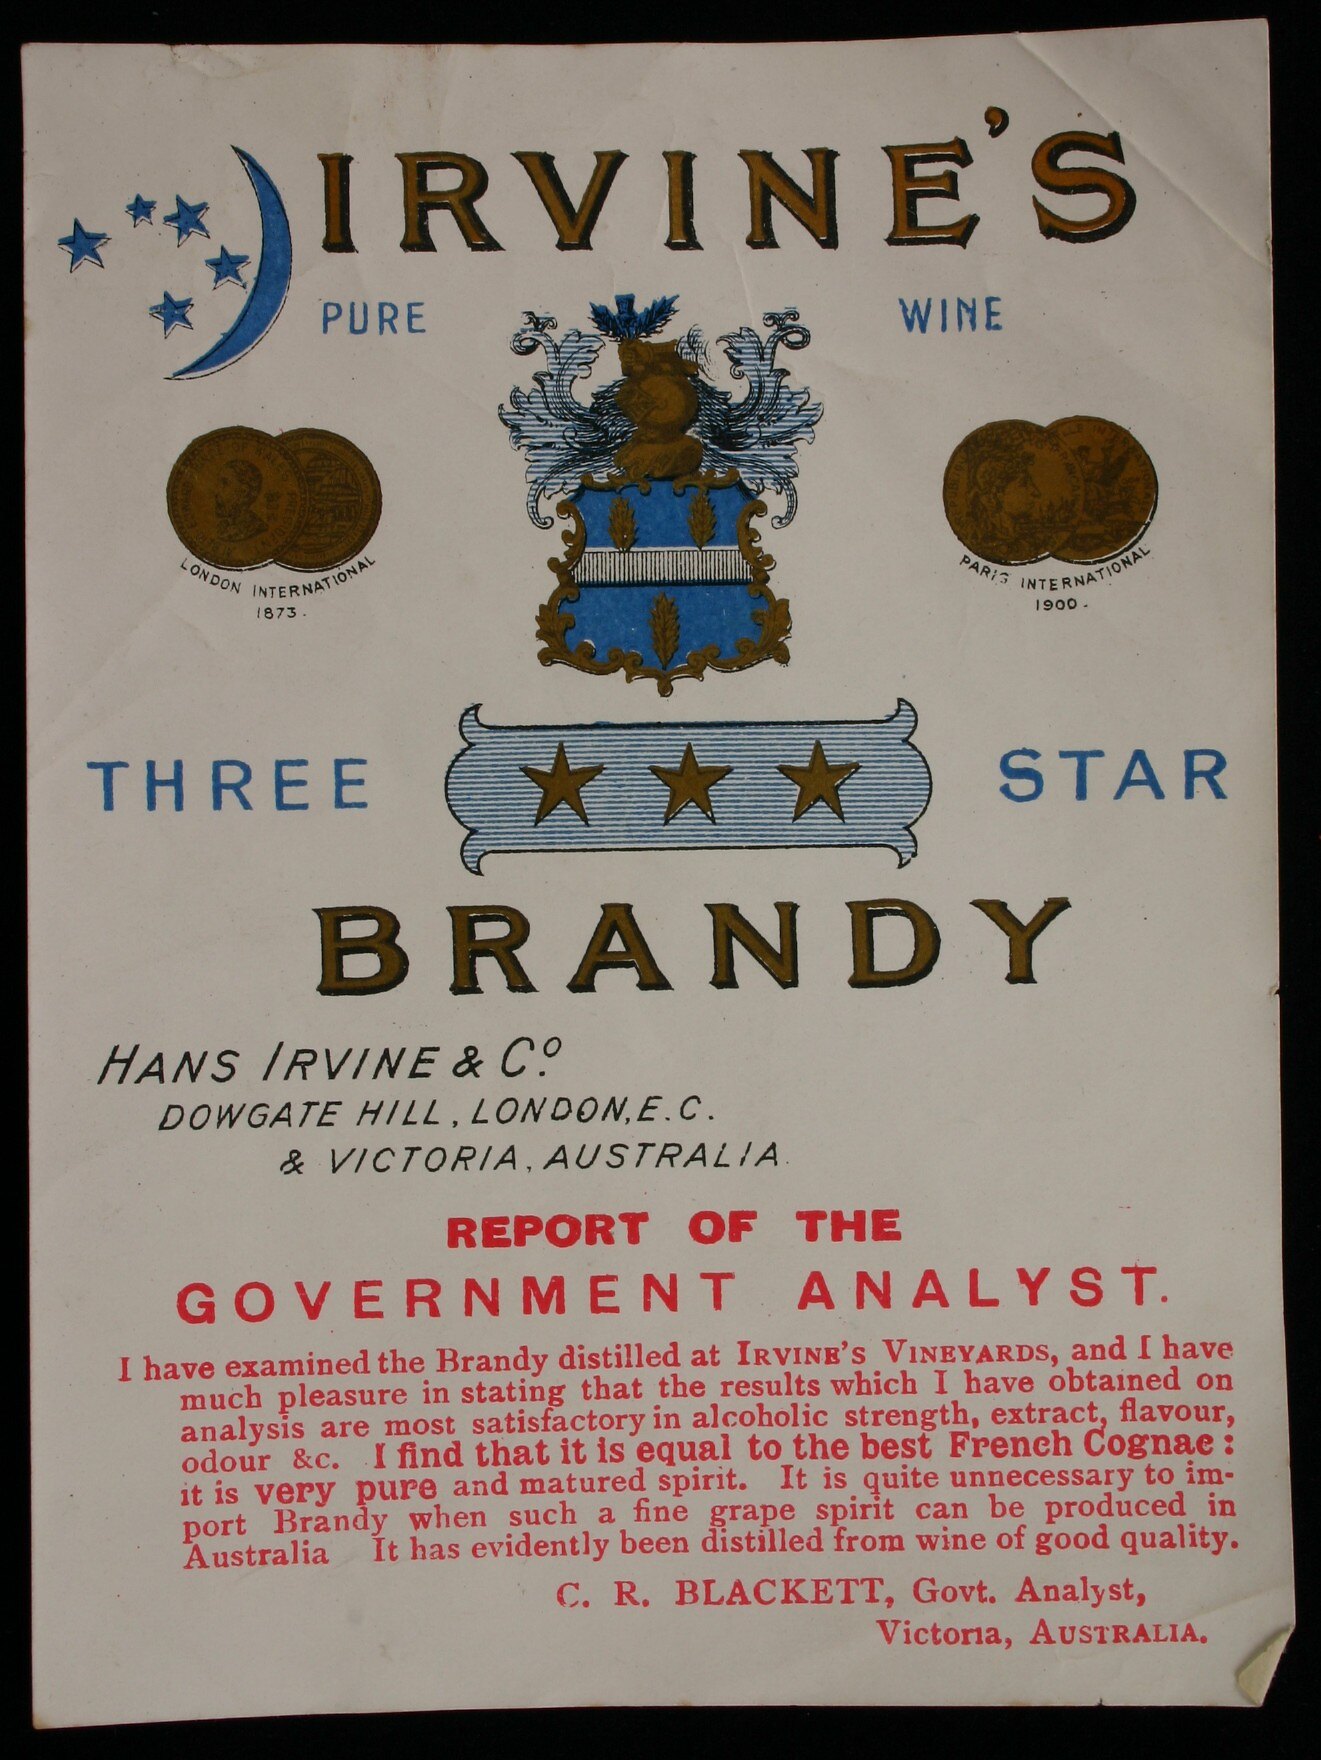 IRVINE'S
PURE WINE
LONDON INTERNATIONAL
1873.
PARIS INTERNATIONAL
1900.
THREE STAR
BRANDY
HANS IRVINE & Cº.
DOWGATE HILL, LONDON, E.C.
& VICTORIA, AUSTRALIA.
REPORT OF THE
GOVERNMENT ANALYST.
I have examined the Brandy distilled at IRVINE'S VINEYARDS, and I have
much pleasure in stating that the results which I have obtained on
analysis are most satisfactory in alcoholic strength, extract, flavour,
odour &c. I find that it is equal to the best French Cognac:
it is very pure and matured spirit. It is quite unnecessary to im-
port Brandy when such a fine grape spirit can be produced in
Australia It has evidently been distilled from wine of good quality.
C. R. BLACKETT, Govt. Analyst,
Victoria, AUSTRALIA.